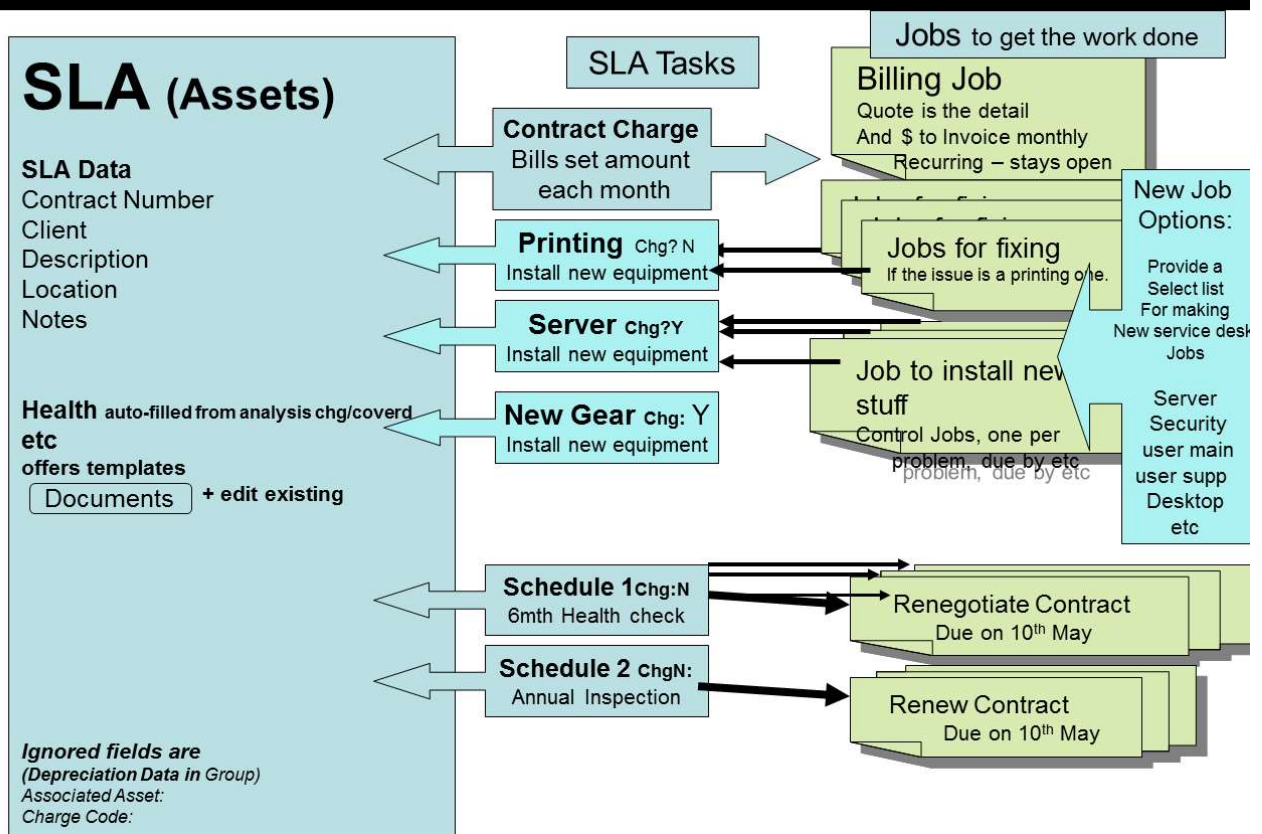 SLA (Assets)
SLA Data
Contract Number
Client
Description
Location
Notes
Health auto-filled from analysis chg/coverd
etc
offers templates
Documents + edit existing
Ignored fields are
(Depreciation Data in Group)
Associated Asset:
Charge Code:
SLA Tasks
Contract Charge
Bills set amount
each month
Printing Chg? N
Install new equipment
Server Chg?Y
Install new equipment
New Gear Chg: Y
Install new equipment
Schedule 1Chg:N
6mth Health check
Schedule 2 ChgN:
Annual Inspection
Jobs to get the work done
Billing Job
Quote is the detail
And $ to Invoice monthly
Recurring – stays open
Jobs for fixing
If the issue is a printing one.
Job to install new
stuff
Control Jobs, one per
problem, due by etc
Renegotiate Contract
Due on 10th May
Renew Contract
Due on 10th May
New Job
Options:
Provide a
Select list
For making
New service desk
Jobs
Server
Security
user main
user supp
Desktop
etc